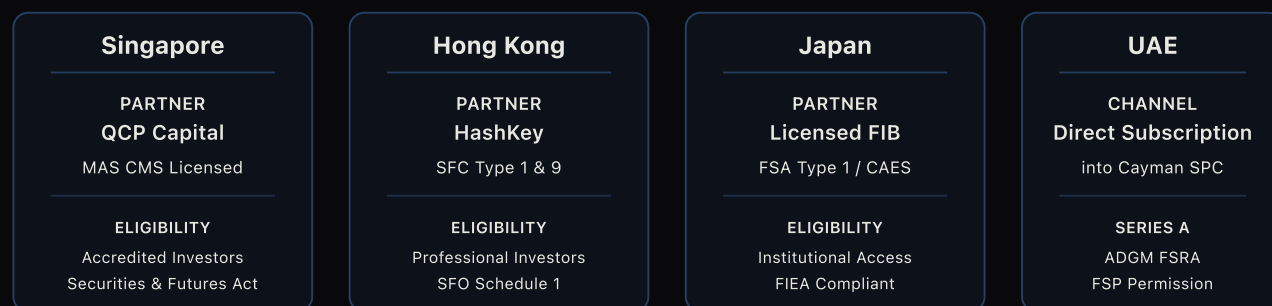 Singapore
PARTNER
QCP Capital
MAS CMS Licensed
ELIGIBILITY
Accredited Investors
Securities & Futures Act
Hong Kong
PARTNER
HashKey
SFC Type 1 & 9
ELIGIBILITY
Professional Investors
SFO Schedule 1
Japan
PARTNER
Licensed FIB
FSA Type 1 / CAES
ELIGIBILITY
Institutional Access
FIEA Compliant
UAE
CHANNEL
Direct Subscription
into Cayman SPC
SERIES A
ADGM FSRA
FSP Permission